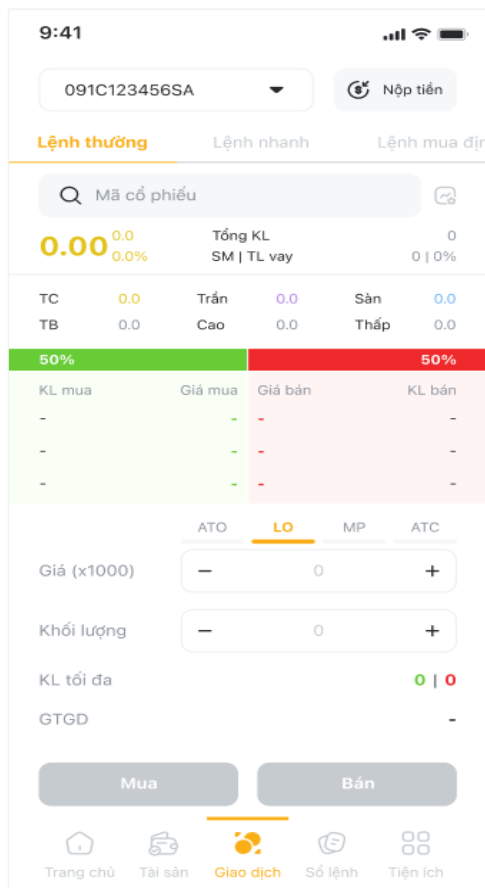 9:41
091C123456SA
Nộp tiền
Lệnh thường Lệnh nhanh Lệnh mua địn
Mã cổ phiếu
0.00 0.0 Tổng KL 0
0.0% SM | TL vay 0 | 0%
TC 0.0 Trần 0.0 Sàn 0.0
TB 0.0 Cao 0.0 Thấp 0.0
50% 50%
KL mua Giá mua Giá bán KL bán
- - - -
- - - -
- - - -
ATO LO MP ATC
Giá (x1000) − 0 +
Khối lượng − 0 +
KL tối đa 0 | 0
GTGD -
Mua Bán
Trang chủ Tài sản Giao dịch Sổ lệnh Tiện ích